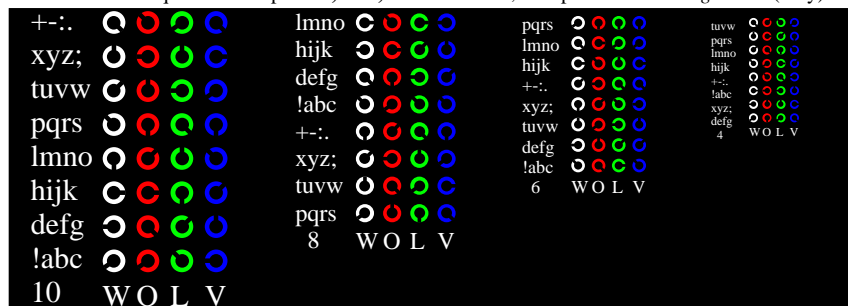 +-:.
xyz;
tuvw
pqrs
lmno
hijk
defg
!abc
10 W O L V
lmno
hijk
defg
!abc
+-:.
xyz;
tuvw
pqrs
8 W O L V
pqrs
lmno
hijk
+-:.
xyz;
tuvw
defg
!abc
6 W O L V
tuvw
pqrs
lmno
hijk
+-:.
!abc
xyz;
defg
4 W O L V